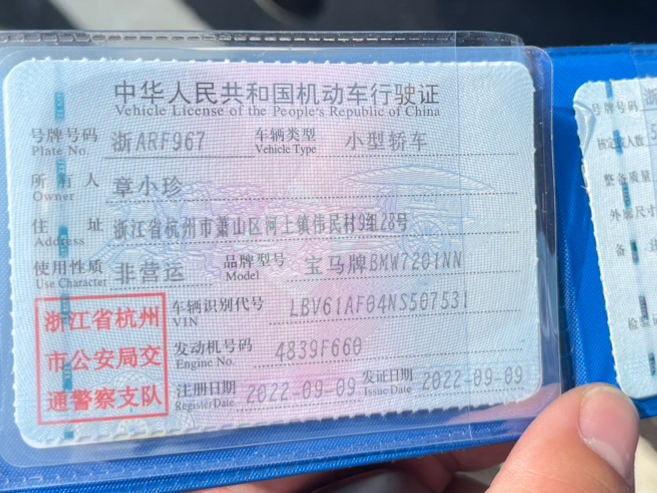 中华人民共和国机动车行驶证
Vehicle License of the People's Republic of China
号牌号码 浙ARF967 车辆类型 小型轿车
Plate No. Vehicle Type
所有人 章小珍
Owner
住址 浙江省杭州市萧山区河上镇伟民村9组28号
Address
使用性质 非营运 品牌型号 宝马牌BMW7201NN
Use Character Model
浙江省杭州
市公安局交
通警察支队
车辆识别代号 LBV61AF04NS507531
VIN
发动机号码 4839F660
Engine No.
注册日期 2022-09-09 发证日期 2022-09-09
Register Date Issue Date
号牌号码 浙
核定载人数 5
整备质量
外廓尺寸
备
检验